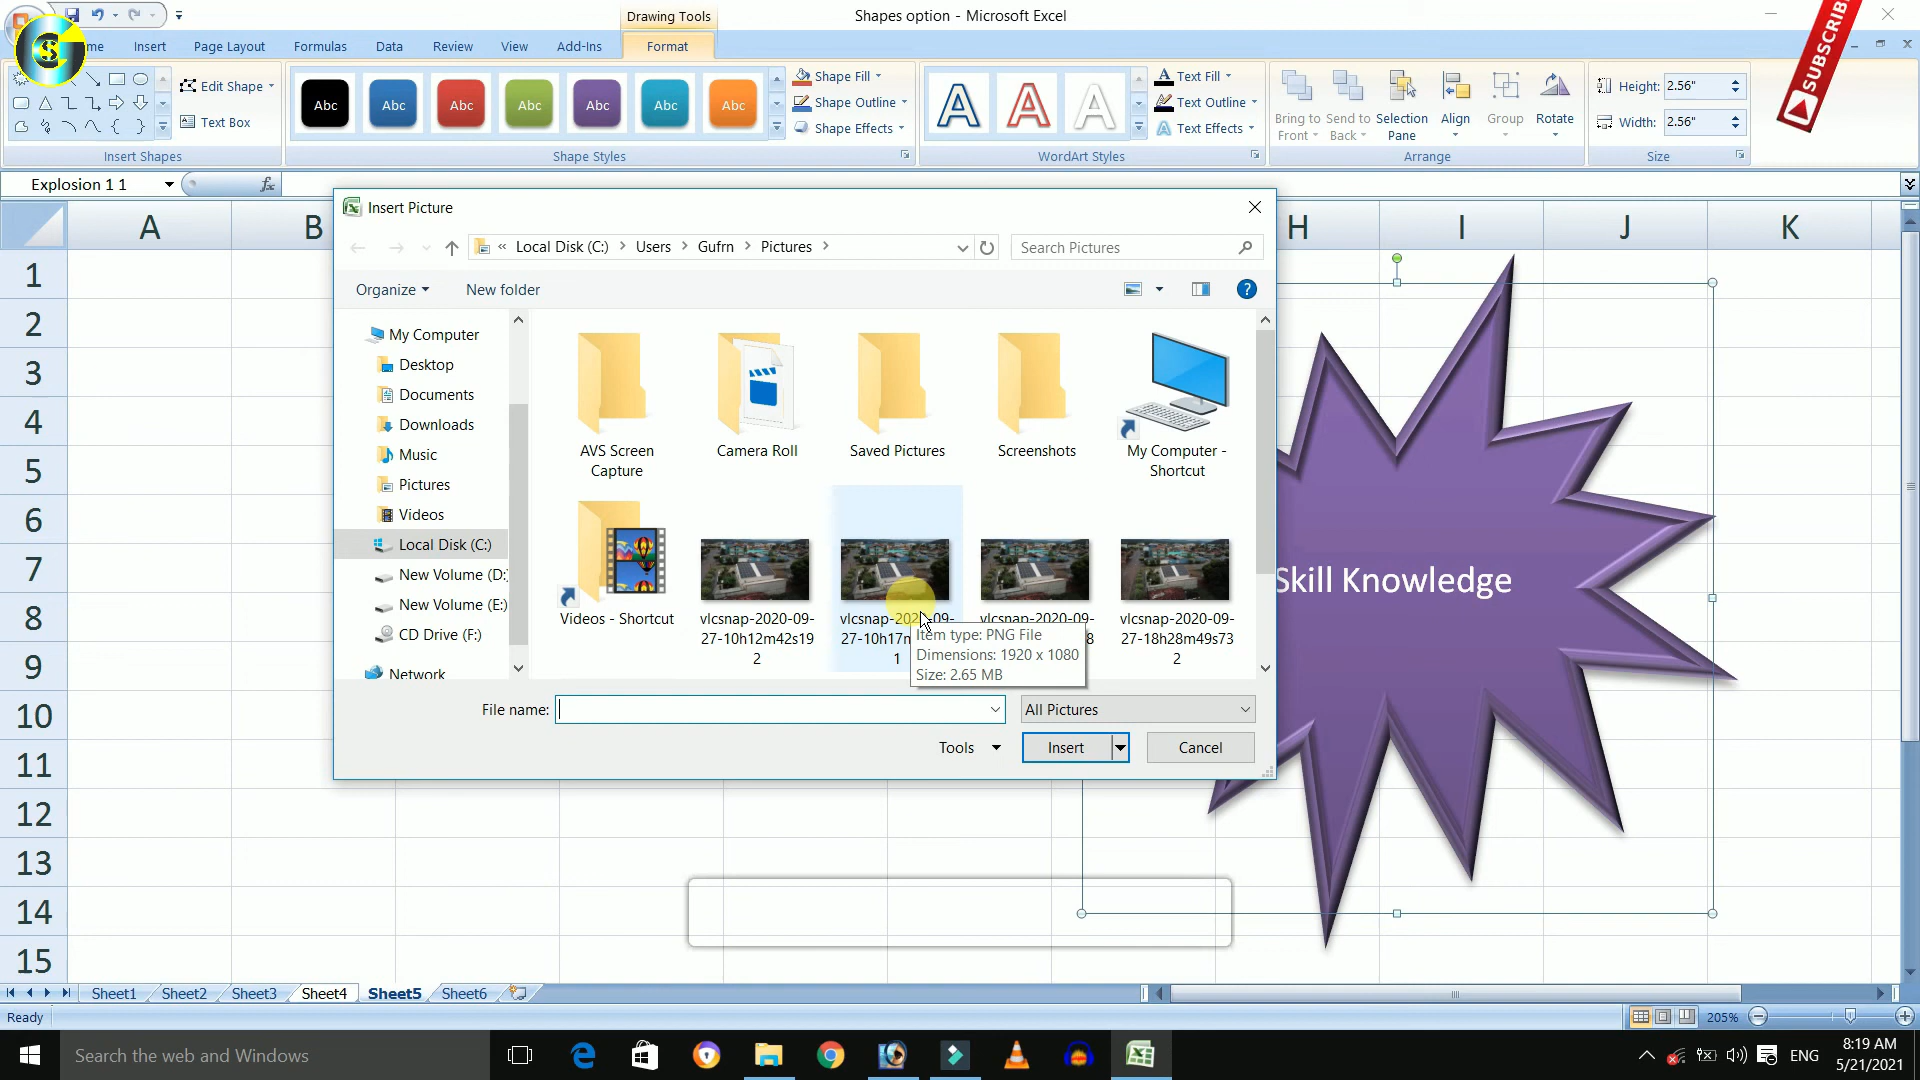 Drawing Tools
Shapes option - Microsoft Excel
SUBSCRIBE
S
me
Insert
Page Layout
Formulas
Data
Review
View
Add-Ins
Format
Edit Shape
Text Box
Insert Shapes
Abc
Abc
Abc
Abc
Abc
Abc
Abc
Shape Fill
Shape Outline
Shape Effects
Shape Styles
A
A
A
Text Fill
Text Outline
Text Effects
WordArt Styles
Bring to Front
Send to Back
Selection Pane
Align
Group
Rotate
Arrange
Height: 2.56"
Width: 2.56"
Size
Explosion 1 1
fx
A
B
H
I
J
K
1
2
3
4
5
6
7
8
9
10
11
12
13
14
15
Insert Picture
« Local Disk (C:) > Users > Gufrn > Pictures >
Search Pictures
Organize
New folder
My Computer
Desktop
Documents
Downloads
Music
Pictures
Videos
Local Disk (C:)
New Volume (D:
New Volume (E:)
CD Drive (F:)
Network
AVS Screen
Capture
Camera Roll
Saved Pictures
Screenshots
My Computer -
Shortcut
Videos - Shortcut
vlcsnap-2020-09-
27-10h12m42s19
2
vlcsnap-2020-09-
27-10h17m
1
vlcsnap-2020-09-
8
vlcsnap-2020-09-
27-18h28m49s73
2
Item type: PNG File
Dimensions: 1920 x 1080
Size: 2.65 MB
File name:
All Pictures
Tools
Insert
Cancel
Skill Knowledge
Sheet1
Sheet2
Sheet3
Sheet4
Sheet5
Sheet6
Ready
205%
Search the web and Windows
ENG
8:19 AM
5/21/2021